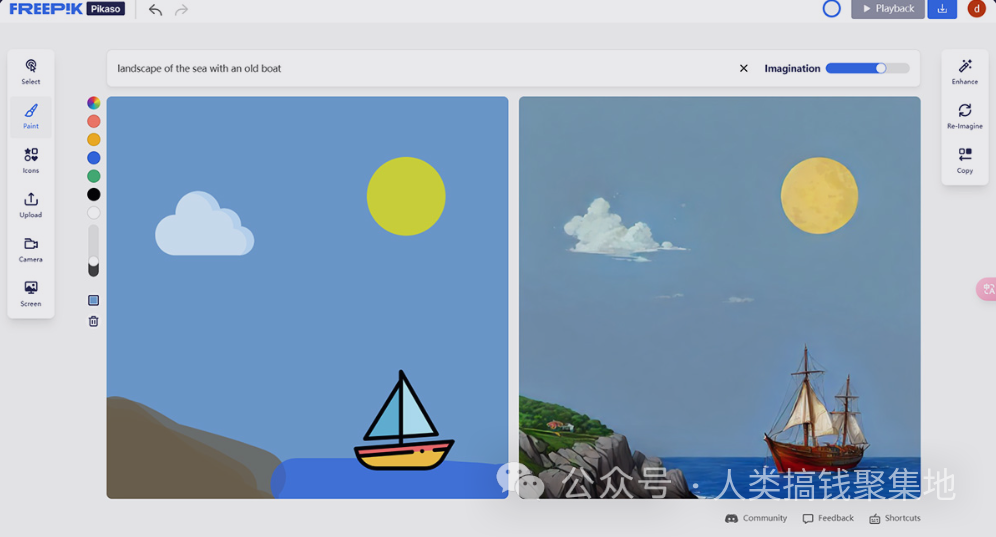 FREEPIK Pikaso
Playback
d
landscape of the sea with an old boat
Imagination
Select
Paint
Icons
Upload
Camera
Screen
Enhance
Re-Imagine
Copy
公众号 · 人类搞钱聚集地
Community
Feedback
Shortcuts